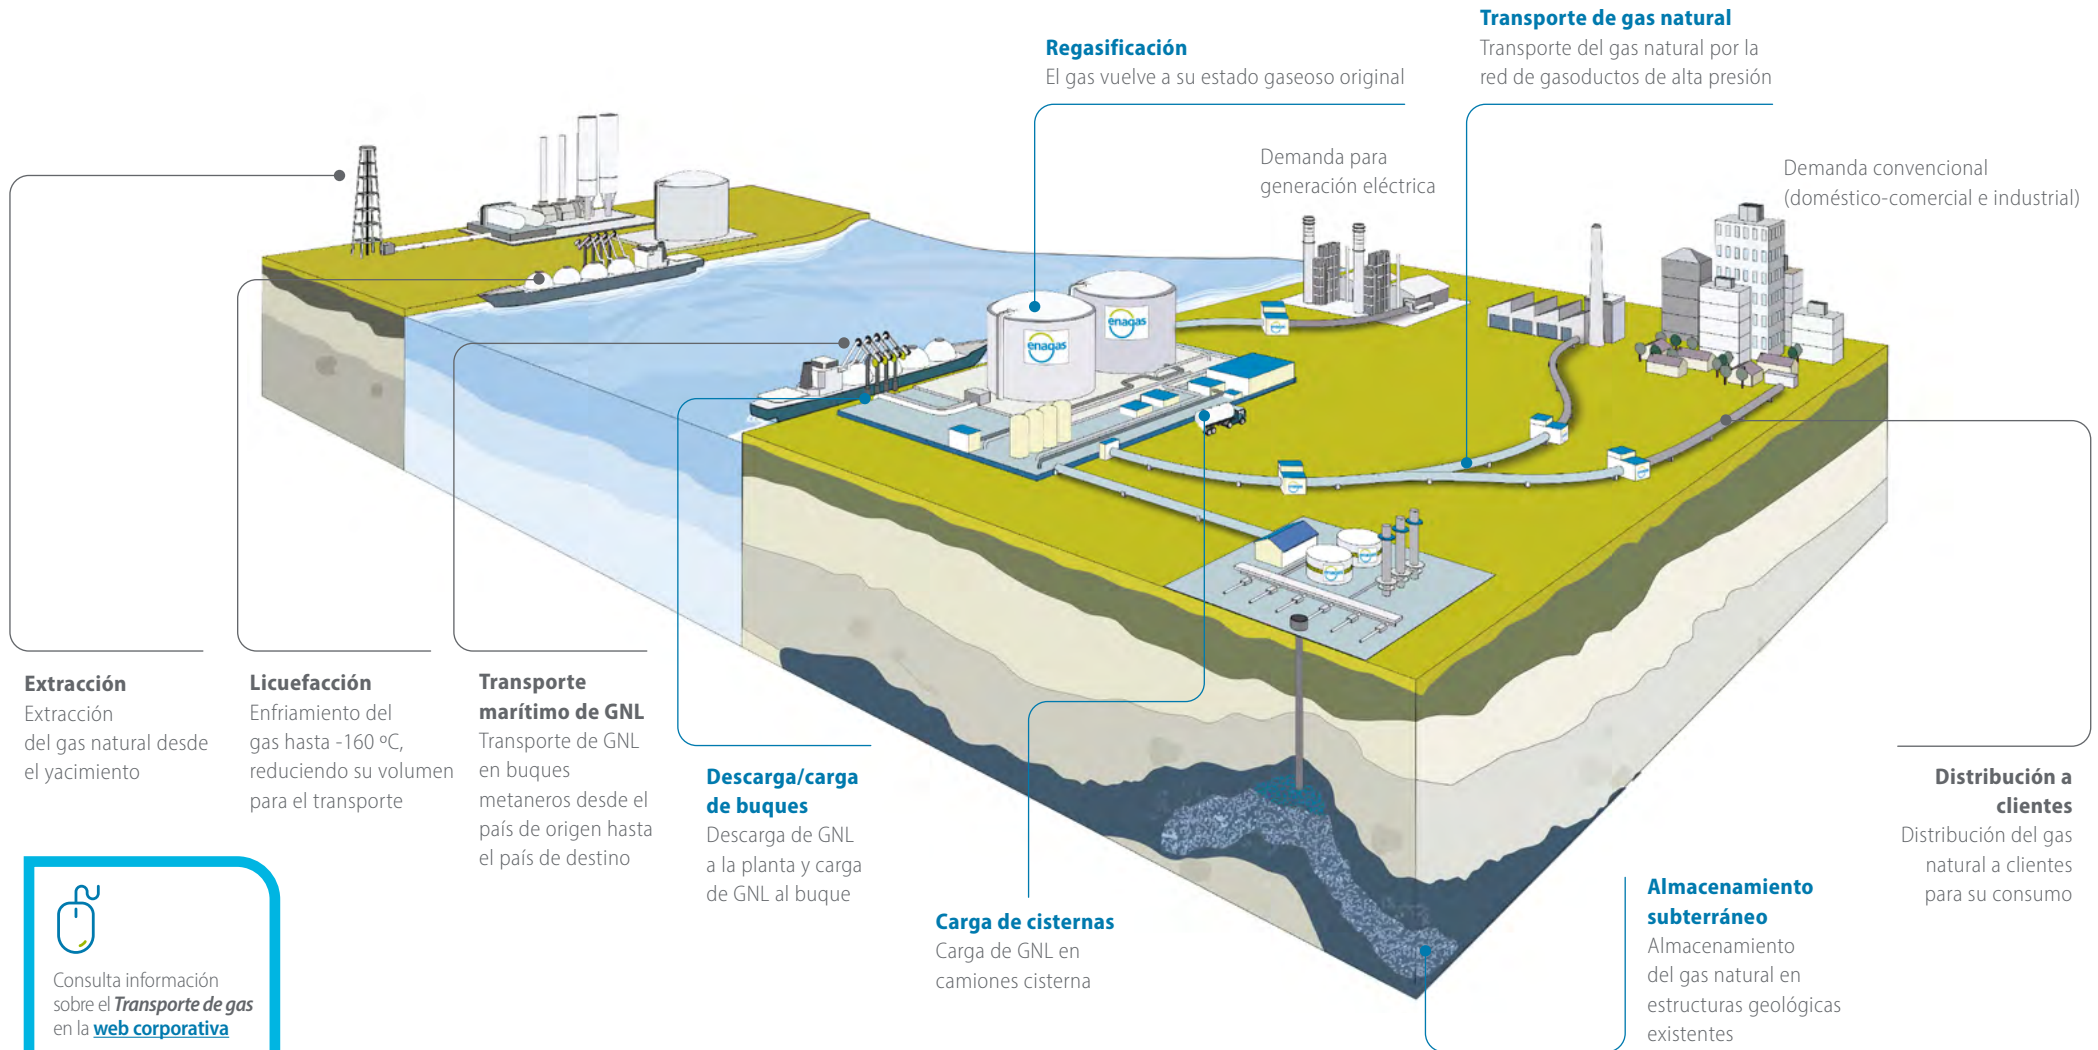 Transporte de gas natural
Transporte del gas natural por la
red de gasoductos de alta presión
Regasificación
El gas vuelve a su estado gaseoso original
Demanda para
generación eléctrica
Demanda convencional
(doméstico-comercial e industrial)
enagas
enagas
enagas
enagas
enagas
enagas
enagas
enagas
Extracción
Extracción
del gas natural desde
el yacimiento
Licuefacción
Enfriamiento del
gas hasta -160 ºC,
reduciendo su volumen
para el transporte
Transporte
marítimo de GNL
Transporte de GNL
en buques
metaneros desde el
país de origen hasta
el país de destino
Descarga/carga
de buques
Descarga de GNL
a la planta y carga
de GNL al buque
Carga de cisternas
Carga de GNL en
camiones cisterna
Almacenamiento
subterráneo
Almacenamiento
del gas natural en
estructuras geológicas
existentes
Distribución a
clientes
Distribución del gas
natural a clientes
para su consumo
Consulta información
sobre el Transporte de gas
en la web corporativa